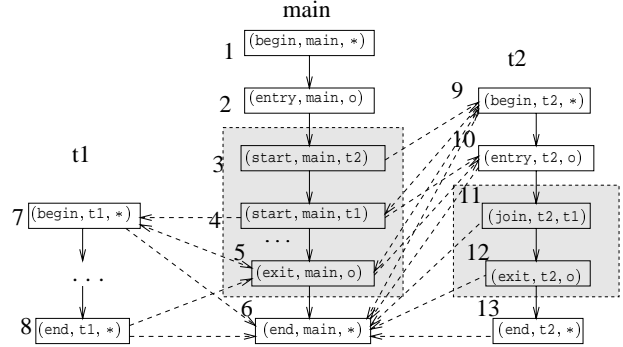 main
1 (begin,main,*)
2 (entry,main,o)
3 (start,main,t2)
4 (start,main,t1)
...
5 (exit,main,o)
6 (end,main,*)
t1
7 (begin,t1,*)
...
8 (end,t1,*)
t2
9 (begin,t2,*)
10 (entry,t2,o)
11 (join,t2,t1)
12 (exit,t2,o)
13 (end,t2,*)